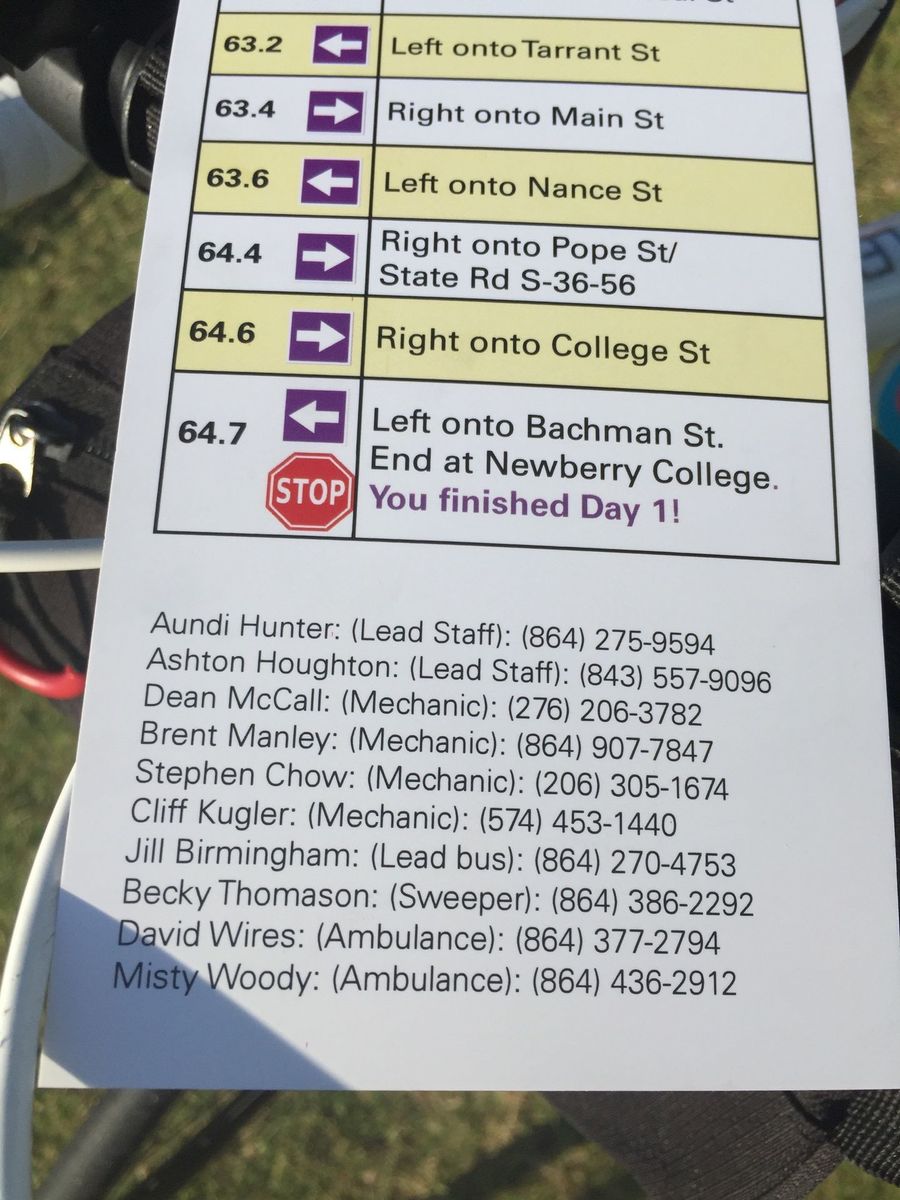 63.2 Left onto Tarrant St
63.4 Right onto Main St
63.6 Left onto Nance St
64.4 Right onto Pope St/
State Rd S-36-56
64.6 Right onto College St
64.7 Left onto Bachman St.
End at Newberry College.
STOP You finished Day 1!
Aundi Hunter: (Lead Staff): (864) 275-9594
Ashton Houghton: (Lead Staff): (843) 557-9096
Dean McCall: (Mechanic): (276) 206-3782
Brent Manley: (Mechanic): (864) 907-7847
Stephen Chow: (Mechanic): (206) 305-1674
Cliff Kugler: (Mechanic): (574) 453-1440
Jill Birmingham: (Lead bus): (864) 270-4753
Becky Thomason: (Sweeper): (864) 386-2292
David Wires: (Ambulance): (864) 377-2794
Misty Woody: (Ambulance): (864) 436-2912